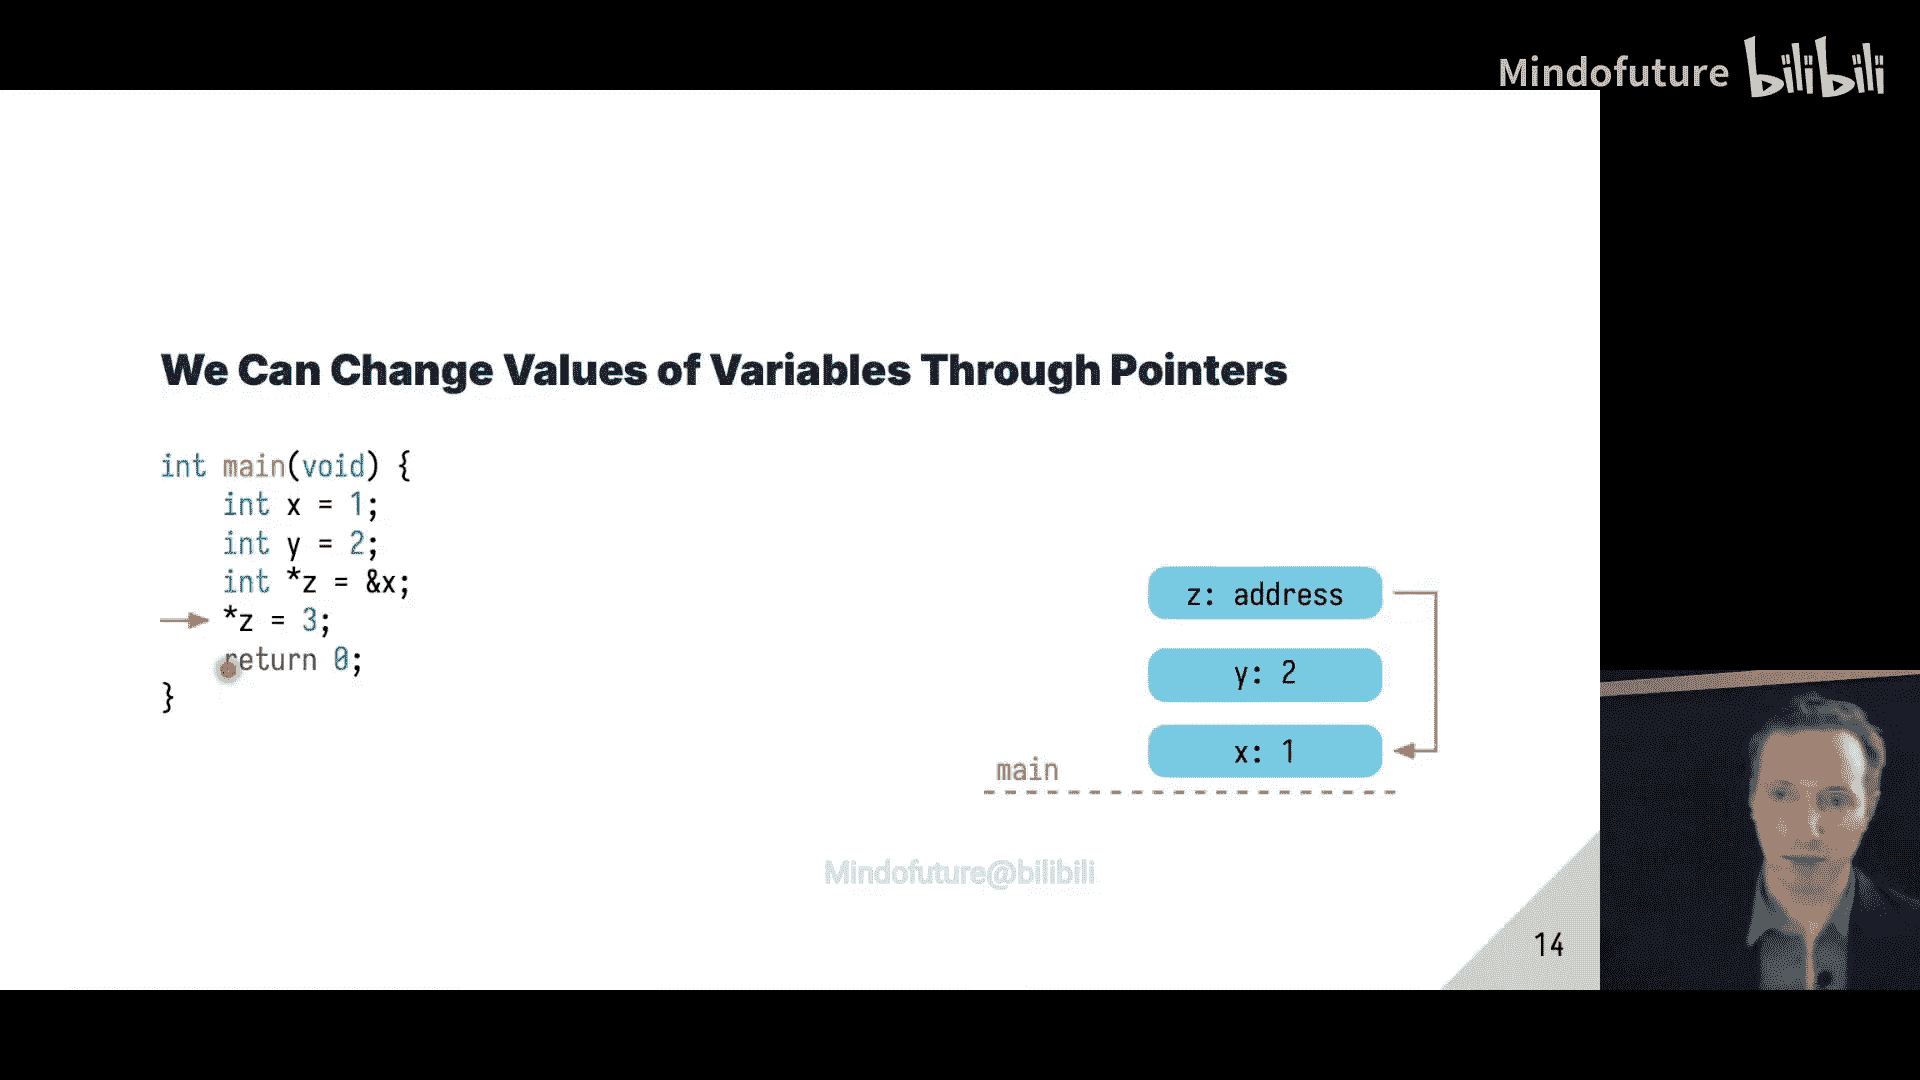 Mindofuture bilibili
We Can Change Values of Variables Through Pointers
int main(void) {
int x = 1;
int y = 2;
int *z = &x;
*z = 3;
return 0;
}
z: address
y: 2
x: 1
main
Mindofuture@bilibili
14